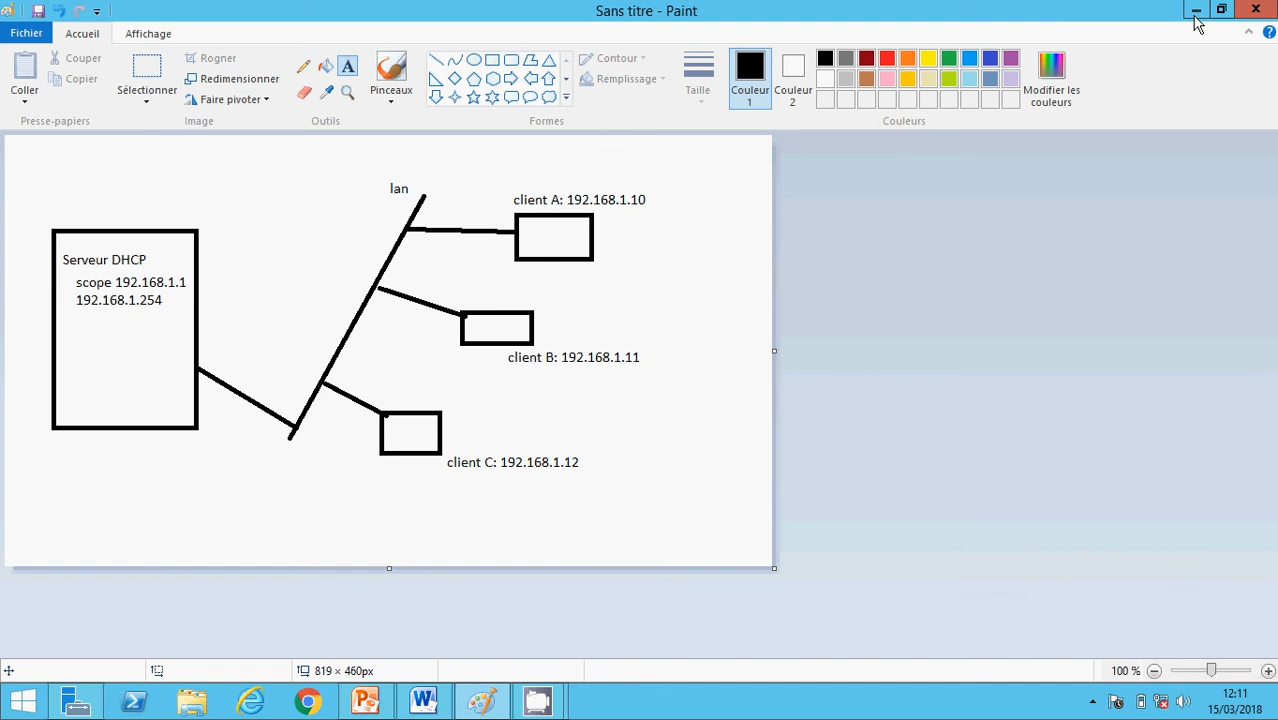 Sans titre - Paint
Fichier
Accueil
Affichage
Coller
Couper
Copier
Presse-papiers
Sélectionner
Rogner
Redimensionner
Faire pivoter
Image
A
Outils
Pinceaux
Contour
Remplissage
Formes
Taille
Couleur
1
Couleur
2
Modifier les
couleurs
Couleurs
lan
client A: 192.168.1.10
Serveur DHCP
scope 192.168.1.1
192.168.1.254
client B: 192.168.1.11
client C: 192.168.1.12
819 × 460px
100 %
12:11
15/03/2018